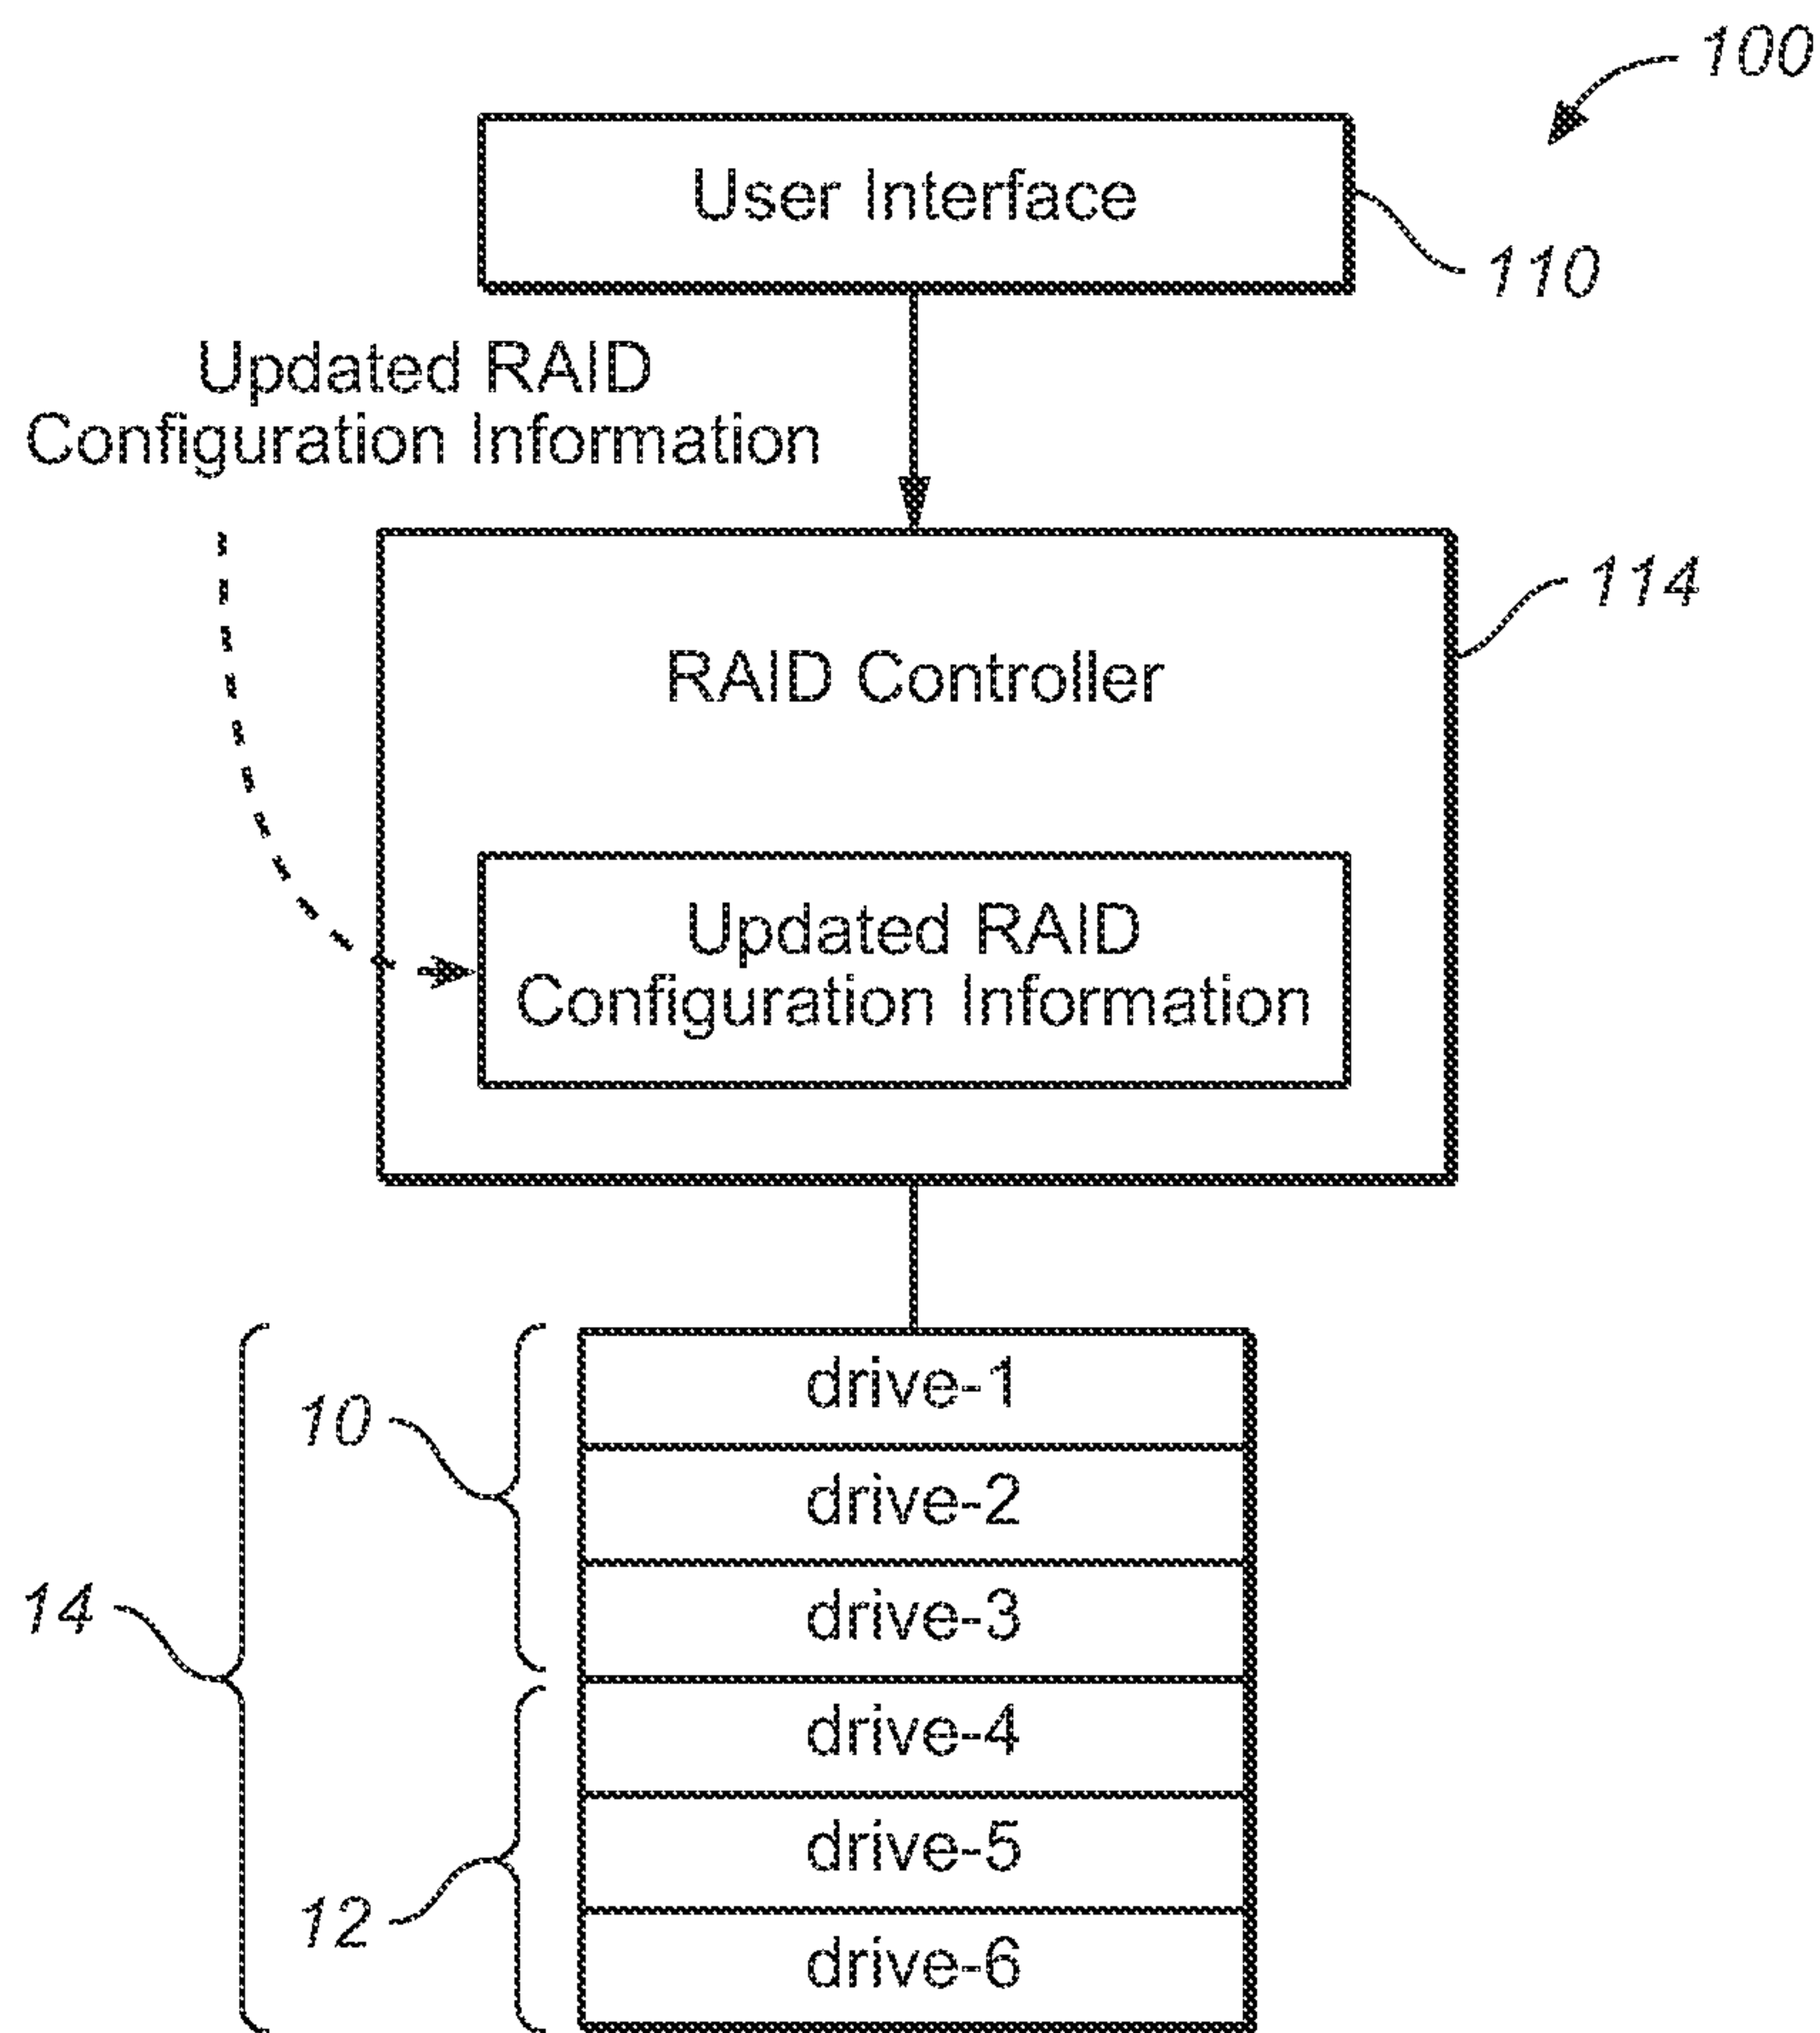 100
User Interface
110
Updated RAID
Configuration Information
114
RAID Controller
Updated RAID
Configuration Information
drive-1
10
drive-2
drive-3
14
drive-4
drive-5
12
drive-6